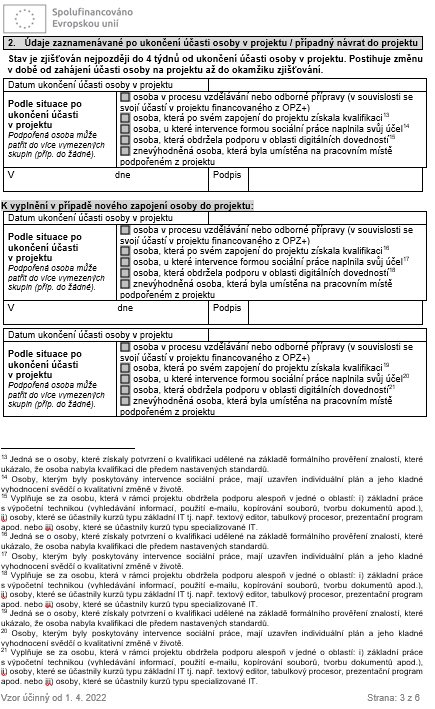 Spolufinancováno
Evropskou unií
2. Údaje zaznamenávané po ukončení účasti osoby v projektu / případný návrat do projektu
Stav je zjišťován nejpozději do 4 týdnů od ukončení účasti osoby v projektu. Postihuje změnu
v době od zahájení účasti osoby na projektu až do okamžiku zjišťování.
Datum ukončení účasti osoby v projektu
Podle situace po
ukončení účasti
v projektu
Podpořená osoba může
patřit do více vymezených
skupin (příp. do žádné).
osoba v procesu vzdělávání nebo odborné přípravy (v souvislosti se
svojí účastí v projektu financovaného z OPZ+)
osoba, která po svém zapojení do projektu získala kvalifikaci13
osoba, u které intervence formou sociální práce naplnila svůj účel14
osoba, která obdržela podporu v oblasti digitálních dovedností15
znevýhodněná osoba, která byla umístěna na pracovním místě
podpořeném z projektu
V dne Podpis
K vyplnění v případě nového zapojení osoby do projektu:
Datum ukončení účasti osoby v projektu
Podle situace po
ukončení účasti
v projektu
Podpořená osoba může
patřit do více vymezených
skupin (příp. do žádné).
osoba v procesu vzdělávání nebo odborné přípravy (v souvislosti se
svojí účastí v projektu financovaného z OPZ+)
osoba, která po svém zapojení do projektu získala kvalifikaci16
osoba, u které intervence formou sociální práce naplnila svůj účel17
osoba, která obdržela podporu v oblasti digitálních dovedností18
znevýhodněná osoba, která byla umístěna na pracovním místě
podpořeném z projektu
V dne Podpis
Datum ukončení účasti osoby v projektu
Podle situace po
ukončení účasti
v projektu
Podpořená osoba může
patřit do více vymezených
skupin (příp. do žádné).
osoba v procesu vzdělávání nebo odborné přípravy (v souvislosti se
svojí účastí v projektu financovaného z OPZ+)
osoba, která po svém zapojení do projektu získala kvalifikaci19
osoba, u které intervence formou sociální práce naplnila svůj účel20
osoba, která obdržela podporu v oblasti digitálních dovedností21
znevýhodněná osoba, která byla umístěna na pracovním místě
podpořeném z projektu
13 Jedná se o osoby, které získaly potvrzení o kvalifikaci udělené na základě formálního prověření znalostí, které
ukázalo, že osoba nabyla kvalifikaci dle předem nastavených standardů.
14 Osoby, kterým byly poskytovány intervence sociální práce, mají uzavřen individuální plán a jeho kladné
vyhodnocení svědčí o kvalitativní změně v životě.
15 Vyplňuje se za osoby, které v rámci projektu obdržela podporu alespoň v jedné o oblasti: i) základní práce
s výpočetní technikou (vyhledávání informací, použití e-mailu, kopírování souborů, tvorbu dokumentů apod.),
ii) osoby, které se účastnily kurzů typu základní IT tj. např. textový editor, tabulkový procesor, prezentační program
apod. nebo iii) osoby, které se účastnily kurzů typu specializované IT.
16 Jedná se o osoby, které získaly potvrzení o kvalifikaci udělené na základě formálního prověření znalostí, které
ukázalo, že osoba nabyla kvalifikaci dle předem nastavených standardů.
17 Osoby, kterým byly poskytovány intervence sociální práce, mají uzavřen individuální plán a jeho kladné
vyhodnocení svědčí o kvalitativní změně v životě.
18 Vyplňuje se za osoby, které v rámci projektu obdržela podporu alespoň v jedné o oblasti: i) základní práce
s výpočetní technikou (vyhledávání informací, použití e-mailu, kopírování souborů, tvorbu dokumentů apod.),
ii) osoby, které se účastnily kurzů typu základní IT tj. např. textový editor, tabulkový procesor, prezentační program
apod. nebo iii) osoby, které se účastnily kurzů typu specializované IT.
19 Jedná se o osoby, které získaly potvrzení o kvalifikaci udělené na základě formálního prověření znalostí, které
ukázalo, že osoba nabyla kvalifikaci dle předem nastavených standardů.
20 Osoby, kterým byly poskytovány intervence sociální práce, mají uzavřen individuální plán a jeho kladné
vyhodnocení svědčí o kvalitativní změně v životě.
21 Vyplňuje se za osoby, které v rámci projektu obdržela podporu alespoň v jedné o oblasti: i) základní práce
s výpočetní technikou (vyhledávání informací, použití e-mailu, kopírování souborů, tvorbu dokumentů apod.),
ii) osoby, které se účastnily kurzů typu základní IT tj. např. textový editor, tabulkový procesor, prezentační program
apod. nebo iii) osoby, které se účastnily kurzů typu specializované IT.
Vzor účinný od 1. 4. 2022 Strana: 3 z 6